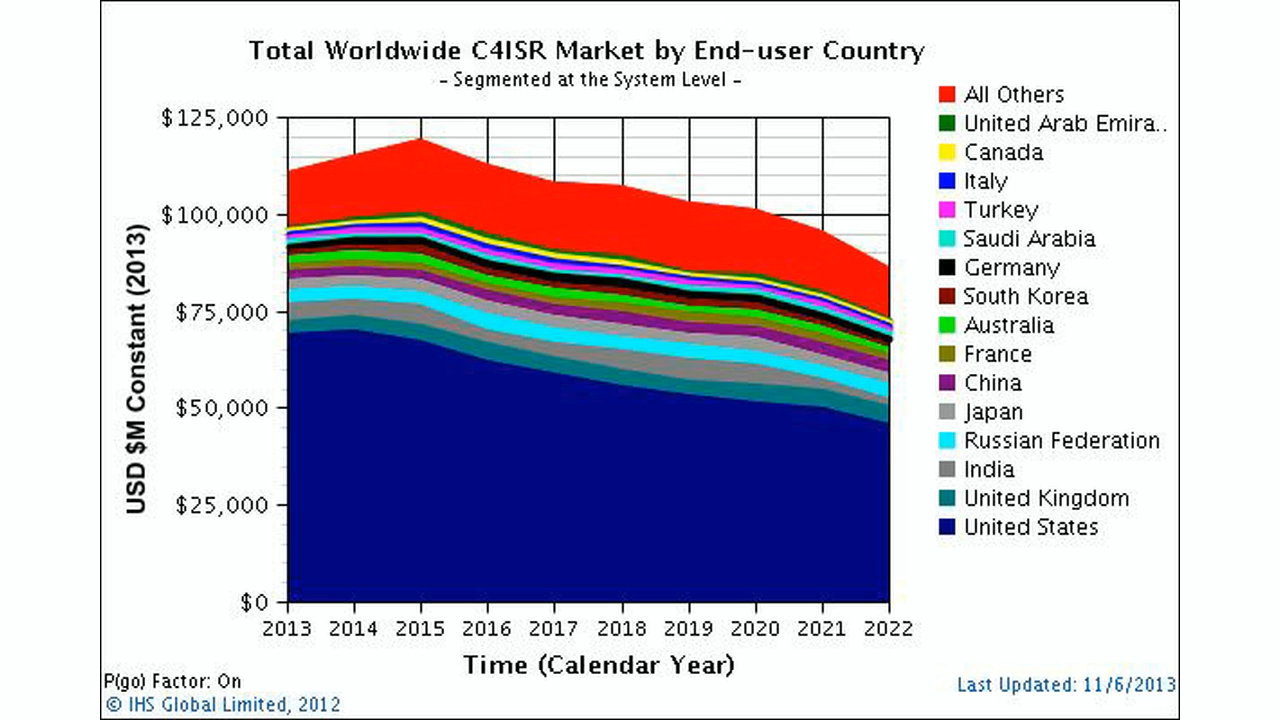 Total Worldwide C4ISR Market by End-user Country
- Segmented at the System Level -
USD $M Constant (2013)
$125,000
$100,000
$75,000
$50,000
$25,000
$0
2013 2014 2015 2016 2017 2018 2019 2020 2021 2022
Time (Calendar Year)
All Others
United Arab Emira..
Canada
Italy
Turkey
Saudi Arabia
Germany
South Korea
Australia
France
China
Japan
Russian Federation
India
United Kingdom
United States
P(go) Factor: On
© IHS Global Limited, 2012
Last Updated: 11/6/2013